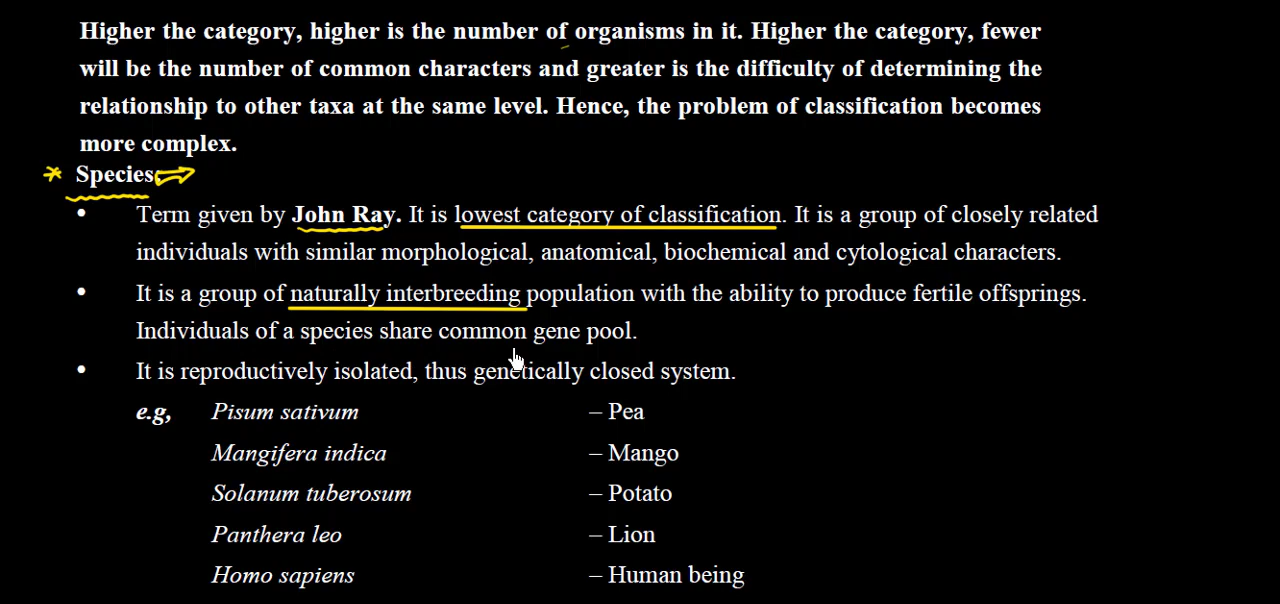 Higher the category, higher is the number of organisms in it. Higher the category, fewer
will be the number of common characters and greater is the difficulty of determining the
relationship to other taxa at the same level. Hence, the problem of classification becomes
more complex.
* Species:
• Term given by John Ray. It is lowest category of classification. It is a group of closely related
individuals with similar morphological, anatomical, biochemical and cytological characters.
• It is a group of naturally interbreeding population with the ability to produce fertile offsprings.
Individuals of a species share common gene pool.
• It is reproductively isolated, thus genetically closed system.
e.g, Pisum sativum – Pea
Mangifera indica – Mango
Solanum tuberosum – Potato
Panthera leo – Lion
Homo sapiens – Human being